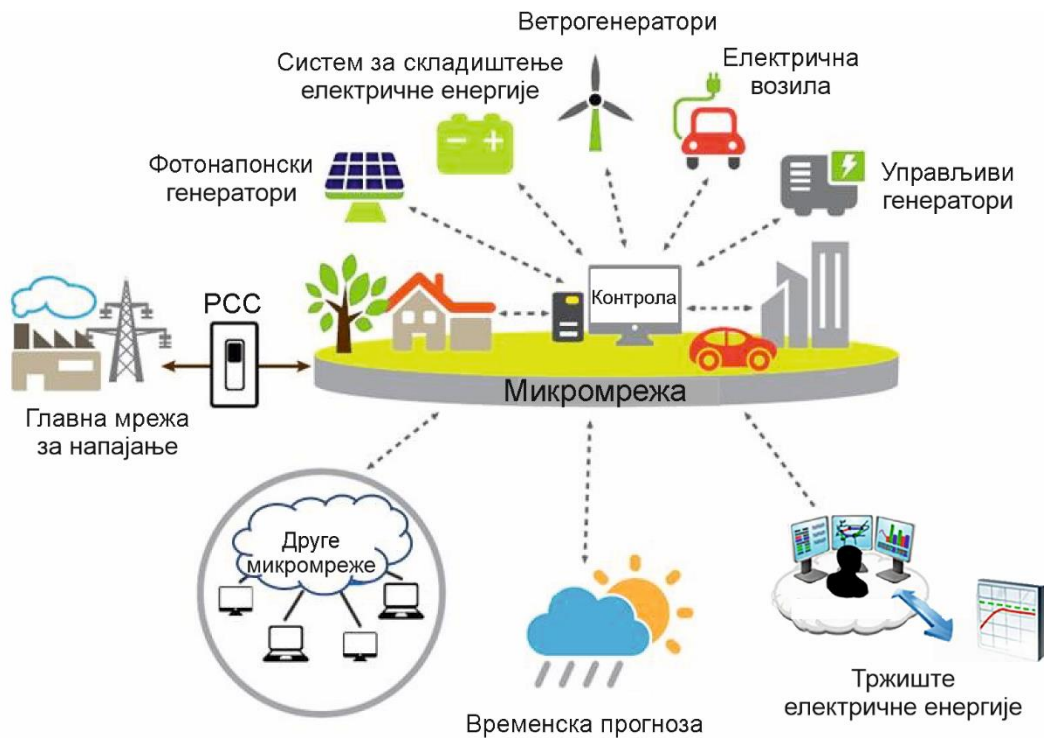 Ветрогенератори
Систем за складиштење
електричне енергије
Електрична
возила
Фотонапонски
генератори
Управљиви
генератори
PCC
Контрола
Микромрежа
Главна мрежа
за напајање
Друге
микромреже
Временска прогноза
Тржиште
електричне енергије